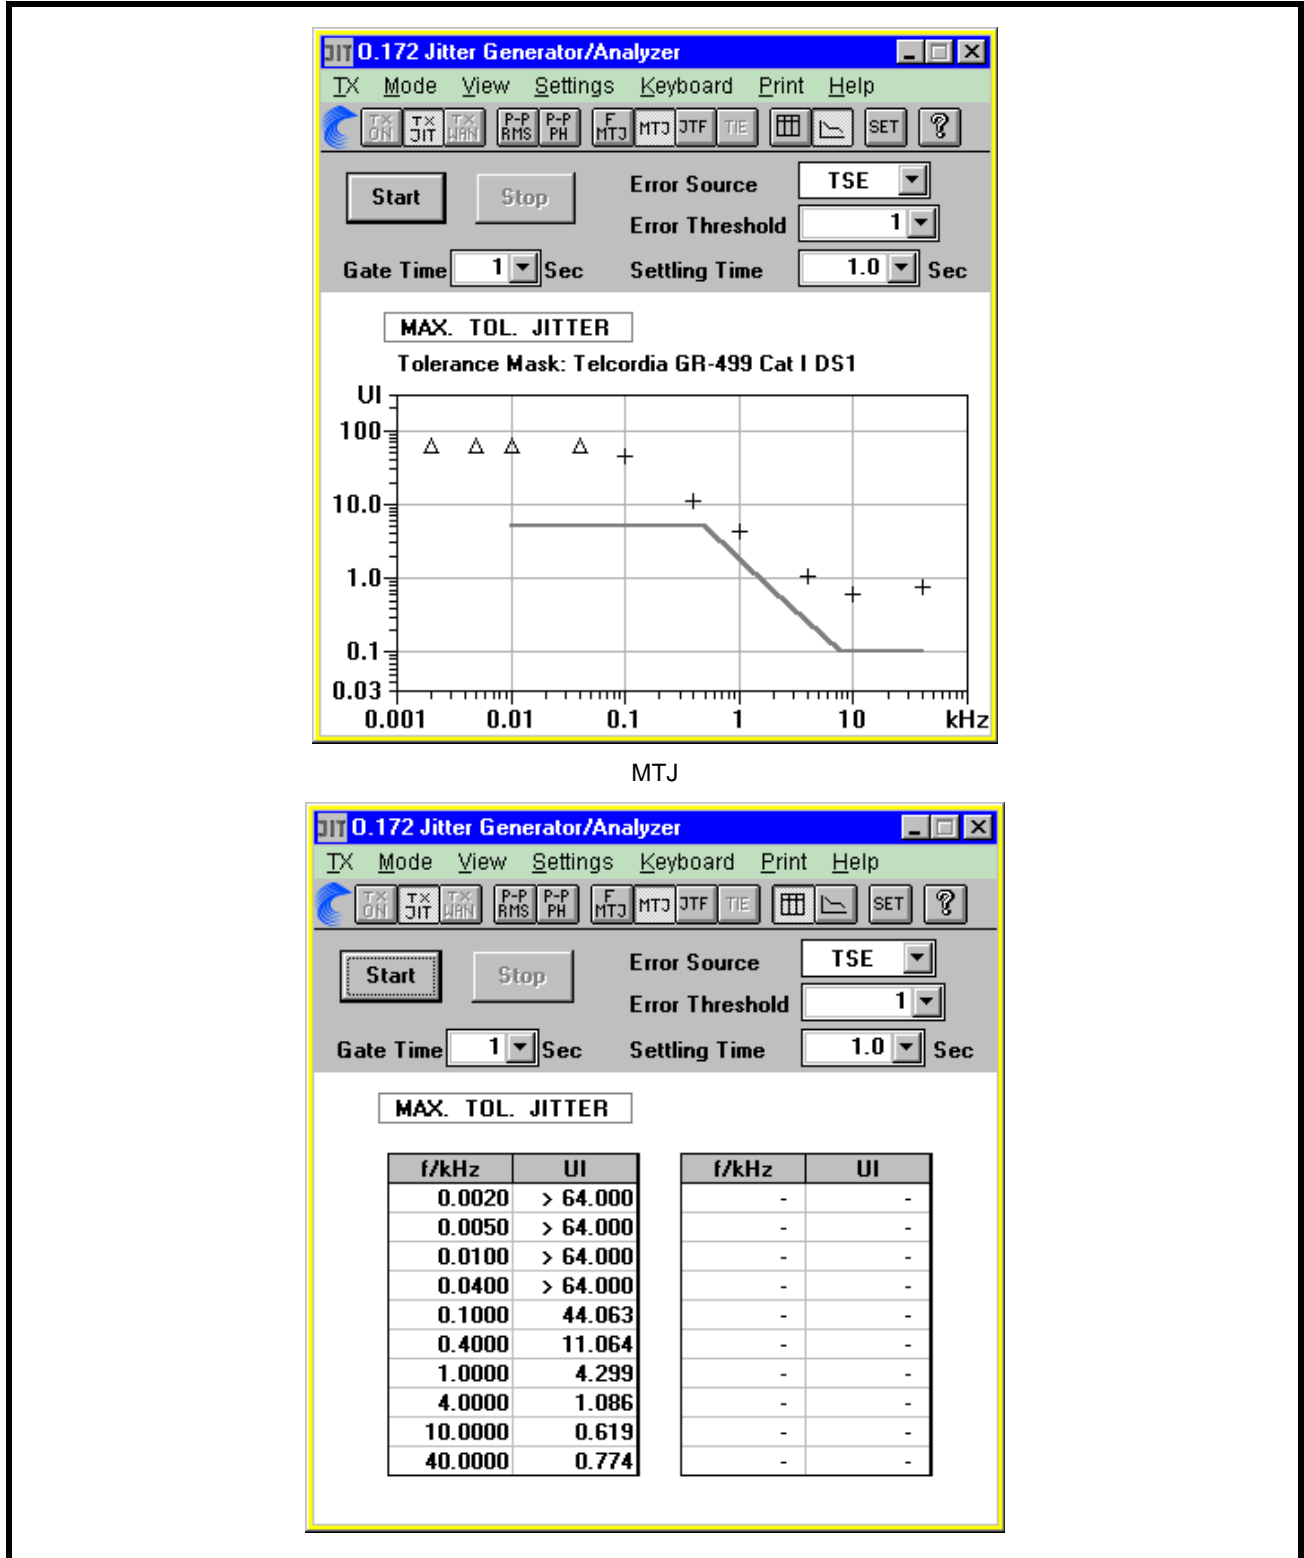 JIT O.172 Jitter Generator/Analyzer
TX Mode View Settings Keyboard Print Help
TX ON TX JIT TX WAN P-P RMS P-P PH F MTJ MTJ JTF TIE SET ?
Start Stop Error Source TSE
Error Threshold 1
Gate Time 1 Sec Settling Time 1.0 Sec
MAX. TOL. JITTER
Tolerance Mask: Telcordia GR-499 Cat I DS1
UI
100
10.0
1.0
0.1
0.03
0.001 0.01 0.1 1 10 kHz
MTJ
JIT O.172 Jitter Generator/Analyzer
TX Mode View Settings Keyboard Print Help
TX ON TX JIT TX WAN P-P RMS P-P PH F MTJ MTJ JTF TIE SET ?
Start Stop Error Source TSE
Error Threshold 1
Gate Time 1 Sec Settling Time 1.0 Sec
MAX. TOL. JITTER
f/kHz UI f/kHz UI
0.0020 > 64.000 - -
0.0050 > 64.000 - -
0.0100 > 64.000 - -
0.0400 > 64.000 - -
0.1000 44.063 - -
0.4000 11.064 - -
1.0000 4.299 - -
4.0000 1.086 - -
10.0000 0.619 - -
40.0000 0.774 - -